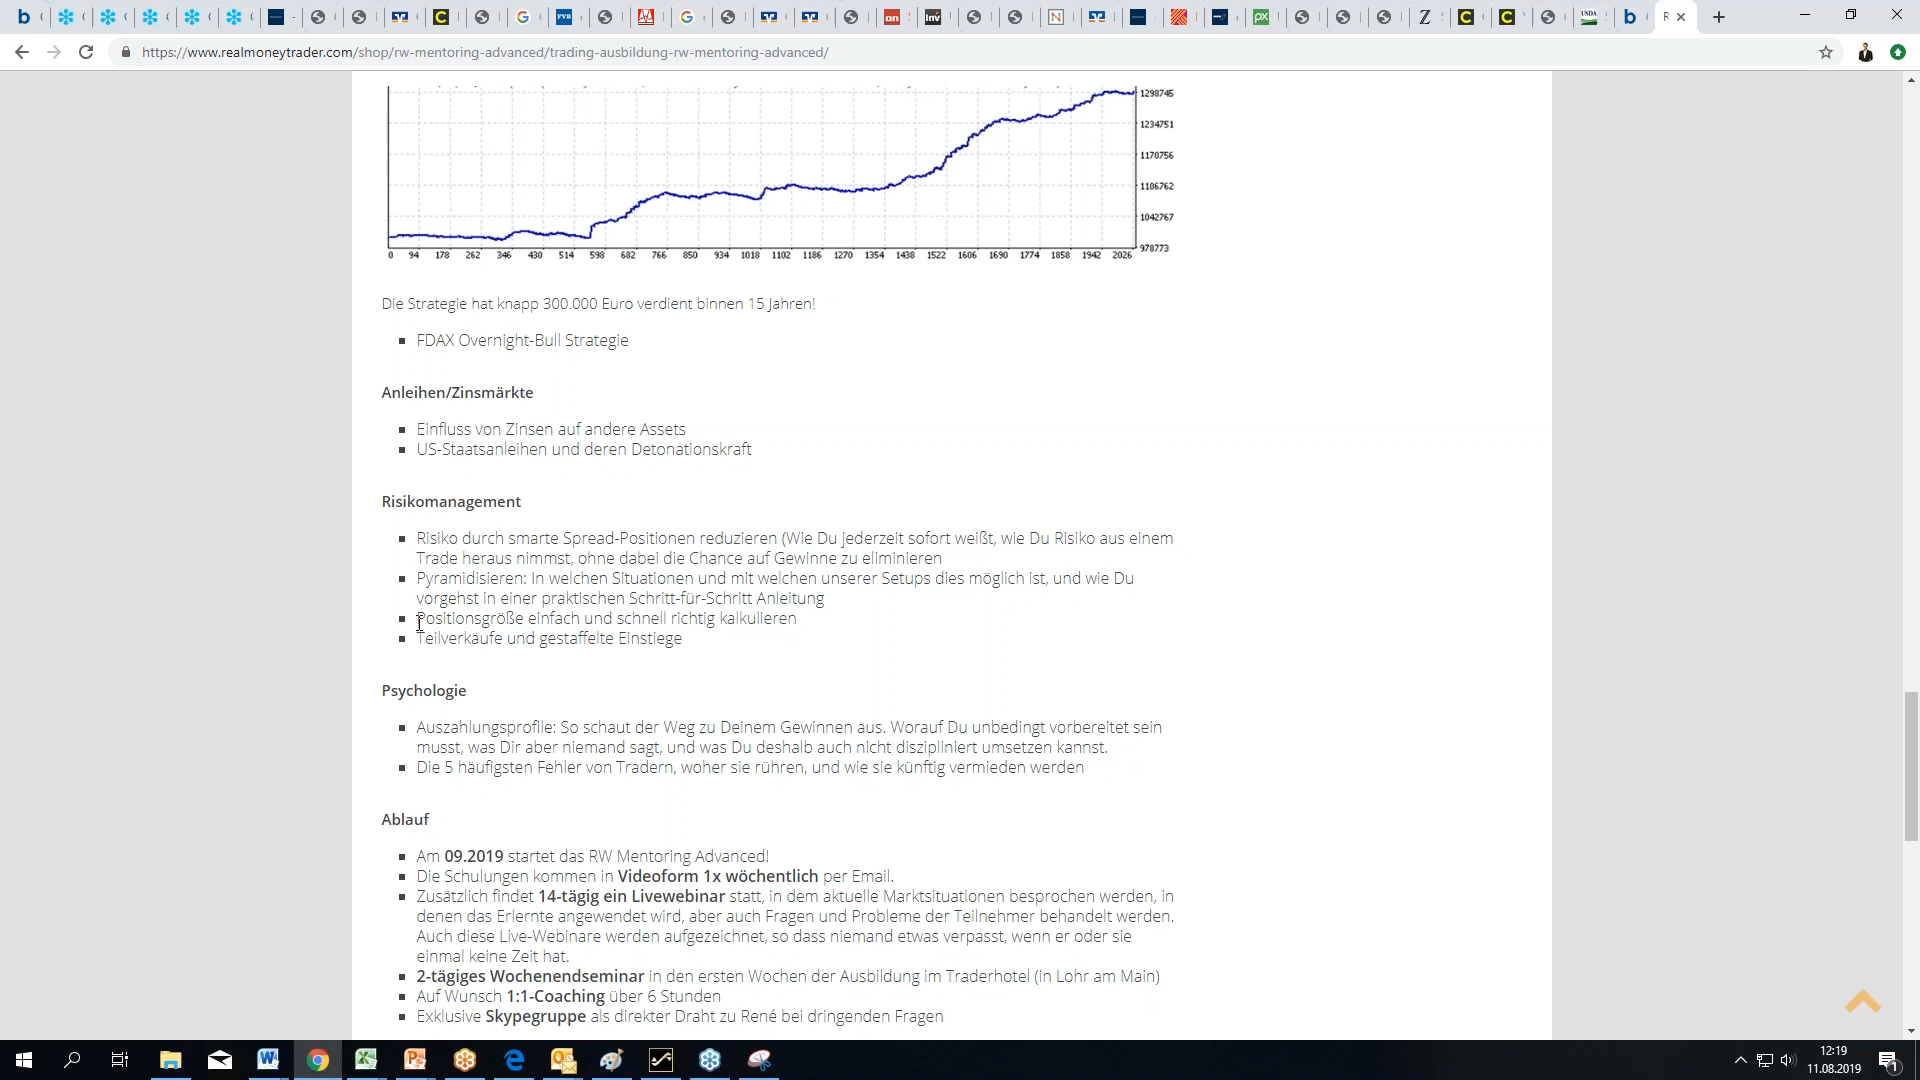 https://www.realmoneytrader.com/shop/rw-mentoring-advanced/trading-ausbildung-rw-mentoring-advanced/
1298745
1234751
1170756
1106762
1042767
978773
0 94 178 262 346 430 514 598 682 766 850 934 1018 1102 1186 1270 1354 1438 1522 1606 1690 1774 1858 1942 2026
Die Strategie hat knapp 300.000 Euro verdient binnen 15 Jahren!
FDAX Overnight-Bull Strategie
Anleihen/Zinsmärkte
Einfluss von Zinsen auf andere Assets
US-Staatsanleihen und deren Detonationskraft
Risikomanagement
Risiko durch smarte Spread-Positionen reduzieren (Wie Du jederzeit sofort weißt, wie Du Risiko aus einem
Trade heraus nimmst, ohne dabei die Chance auf Gewinne zu eliminieren
Pyramidisieren: In welchen Situationen und mit welchen unserer Setups dies möglich ist, und wie Du
vorgehst in einer praktischen Schritt-für-Schritt Anleitung
Positionsgröße einfach und schnell richtig kalkulieren
Teilverkäufe und gestaffelte Einstiege
Psychologie
Auszahlungsprofile: So schaut der Weg zu Deinem Gewinnen aus. Worauf Du unbedingt vorbereitet sein
musst, was Dir aber niemand sagt, und was Du deshalb auch nicht diszipliniert umsetzen kannst.
Die 5 häufigsten Fehler von Tradern, woher sie rühren, und wie sie künftig vermieden werden
Ablauf
Am 09.2019 startet das RW Mentoring Advanced!
Die Schulungen kommen in Videoform 1x wöchentlich per Email.
Zusätzlich findet 14-tägig ein Livewebinar statt, in dem aktuelle Marktsituationen besprochen werden, in
denen das Erlernte angewendet wird, aber auch Fragen und Probleme der Teilnehmer behandelt werden.
Auch diese Live-Webinare werden aufgezeichnet, so dass niemand etwas verpasst, wenn er oder sie
einmal keine Zeit hat.
2-tägiges Wochenendseminar in den ersten Wochen der Ausbildung im Traderhotel (in Lohr am Main)
Auf Wunsch 1:1-Coaching über 6 Stunden
Exklusive Skypegruppe als direkter Draht zu René bei dringenden Fragen
12:19
11.08.2019